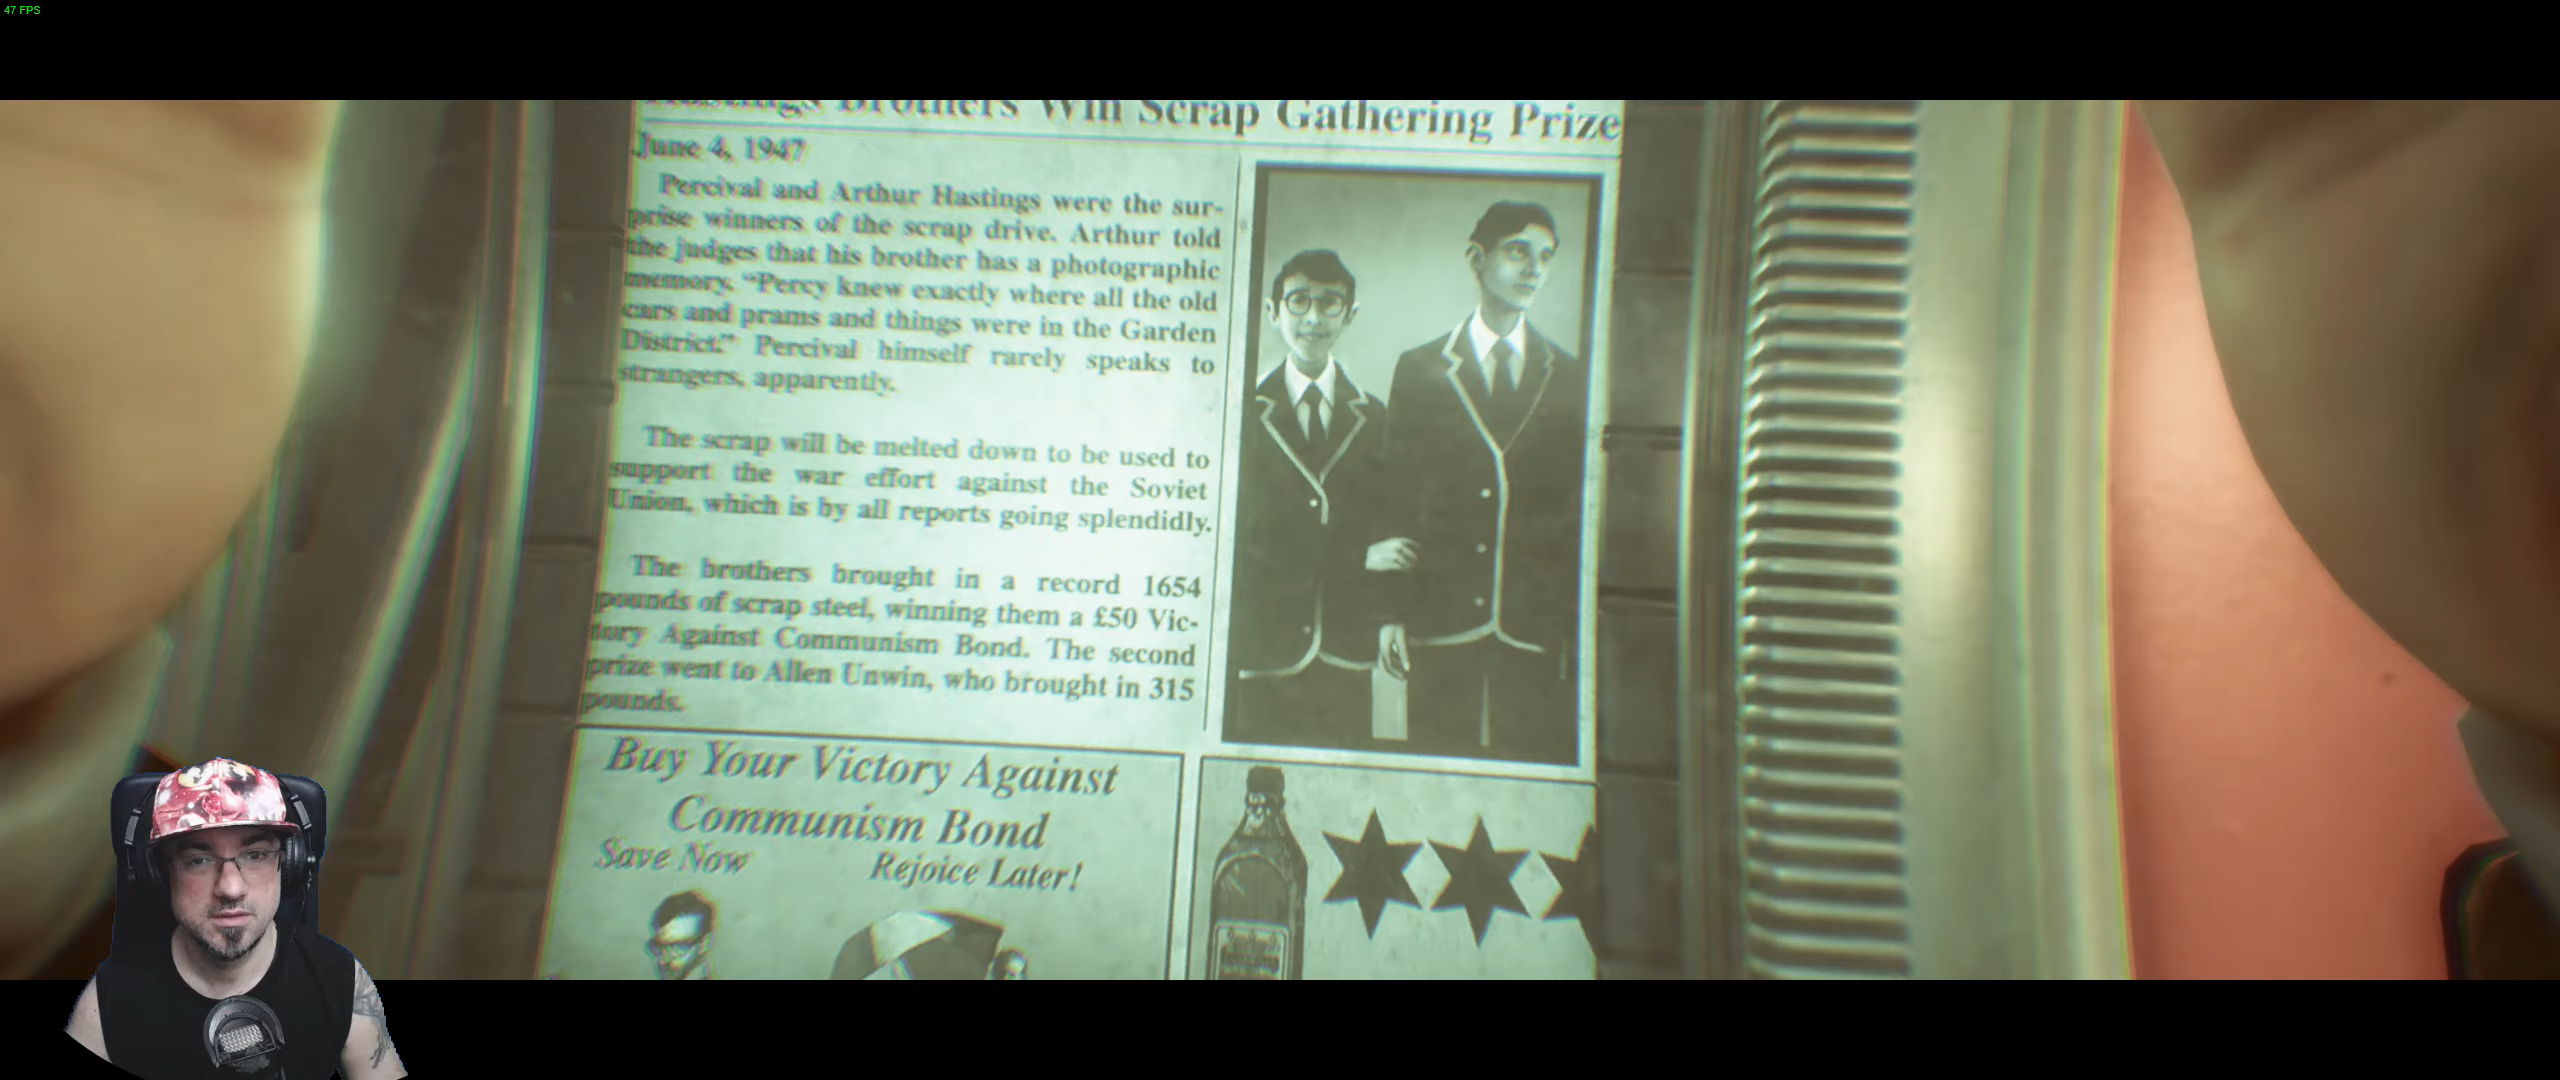 47 FPS
Hastings Brothers Win Scrap Gathering Prize
June 4, 1947
Percival and Arthur Hastings were the sur-
prise winners of the scrap drive. Arthur told
the judges that his brother has a photographic
memory. “Percy knew exactly where all the old
cars and prams and things were in the Garden
District.” Percival himself rarely speaks to
strangers, apparently.
The scrap will be melted down to be used to
support the war effort against the Soviet
Union, which is by all reports going splendidly.
The brothers brought in a record 1654
pounds of scrap steel, winning them a £50 Vic-
tory Against Communism Bond. The second
prize went to Allen Unwin, who brought in 315
pounds.
Buy Your Victory Against
Communism Bond
Save Now
Rejoice Later!